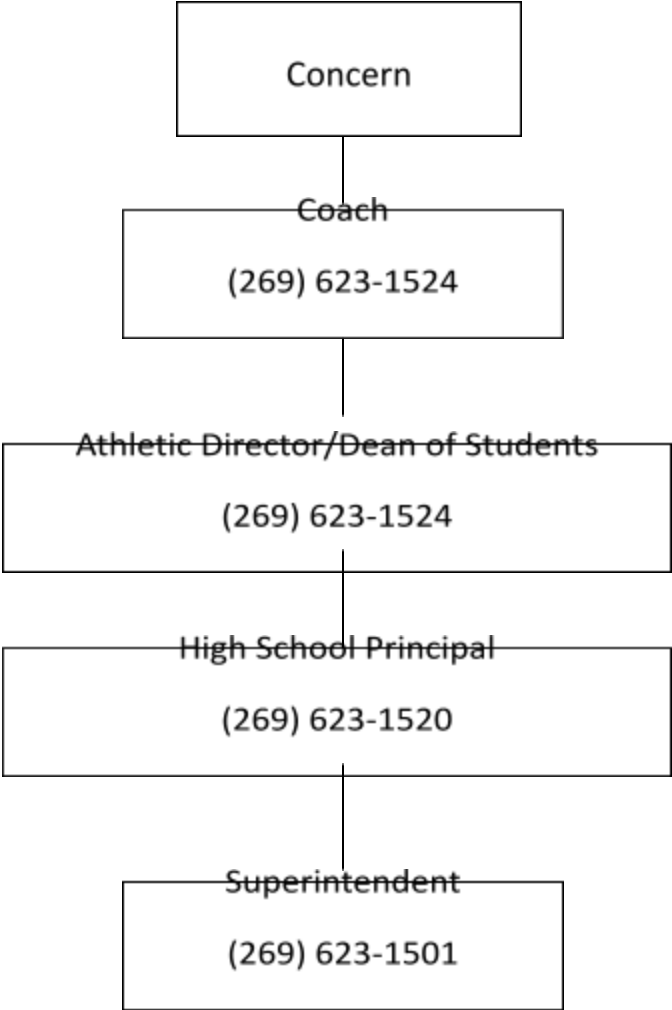 Concern
Coach
(269) 623-1524
Athletic Director/Dean of Students
(269) 623-1524
High School Principal
(269) 623-1520
Superintendent
(269) 623-1501